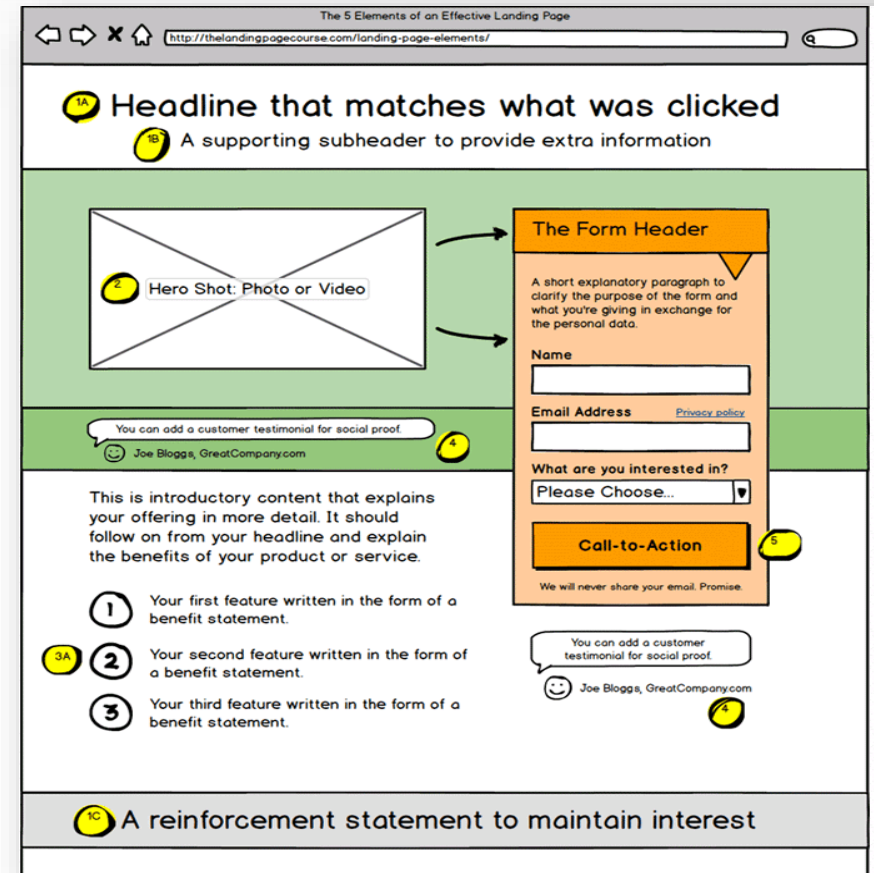 The 5 Elements of an Effective Landing Page
http://thelandingpagecourse.com/landing-page-elements/
1A
Headline that matches what was clicked
1B
A supporting subheader to provide extra information
2
Hero Shot: Photo or Video
The Form Header
A short explanatory paragraph to
clarify the purpose of the form and
what you're giving in exchange for
the personal data.
Name
Email Address
Privacy policy
What are you interested in?
Please Choose...
Call-to-Action
5
We will never share your email. Promise.
You can add a customer testimonial for social proof.
4
Joe Bloggs, GreatCompany.com
This is introductory content that explains
your offering in more detail. It should
follow on from your headline and explain
the benefits of your product or service.
1
Your first feature written in the form of a
benefit statement.
3A
2
Your second feature written in the form of
a benefit statement.
3
Your third feature written in the form of a
benefit statement.
You can add a customer
testimonial for social proof.
Joe Bloggs, GreatCompany.com
4
1C
A reinforcement statement to maintain interest